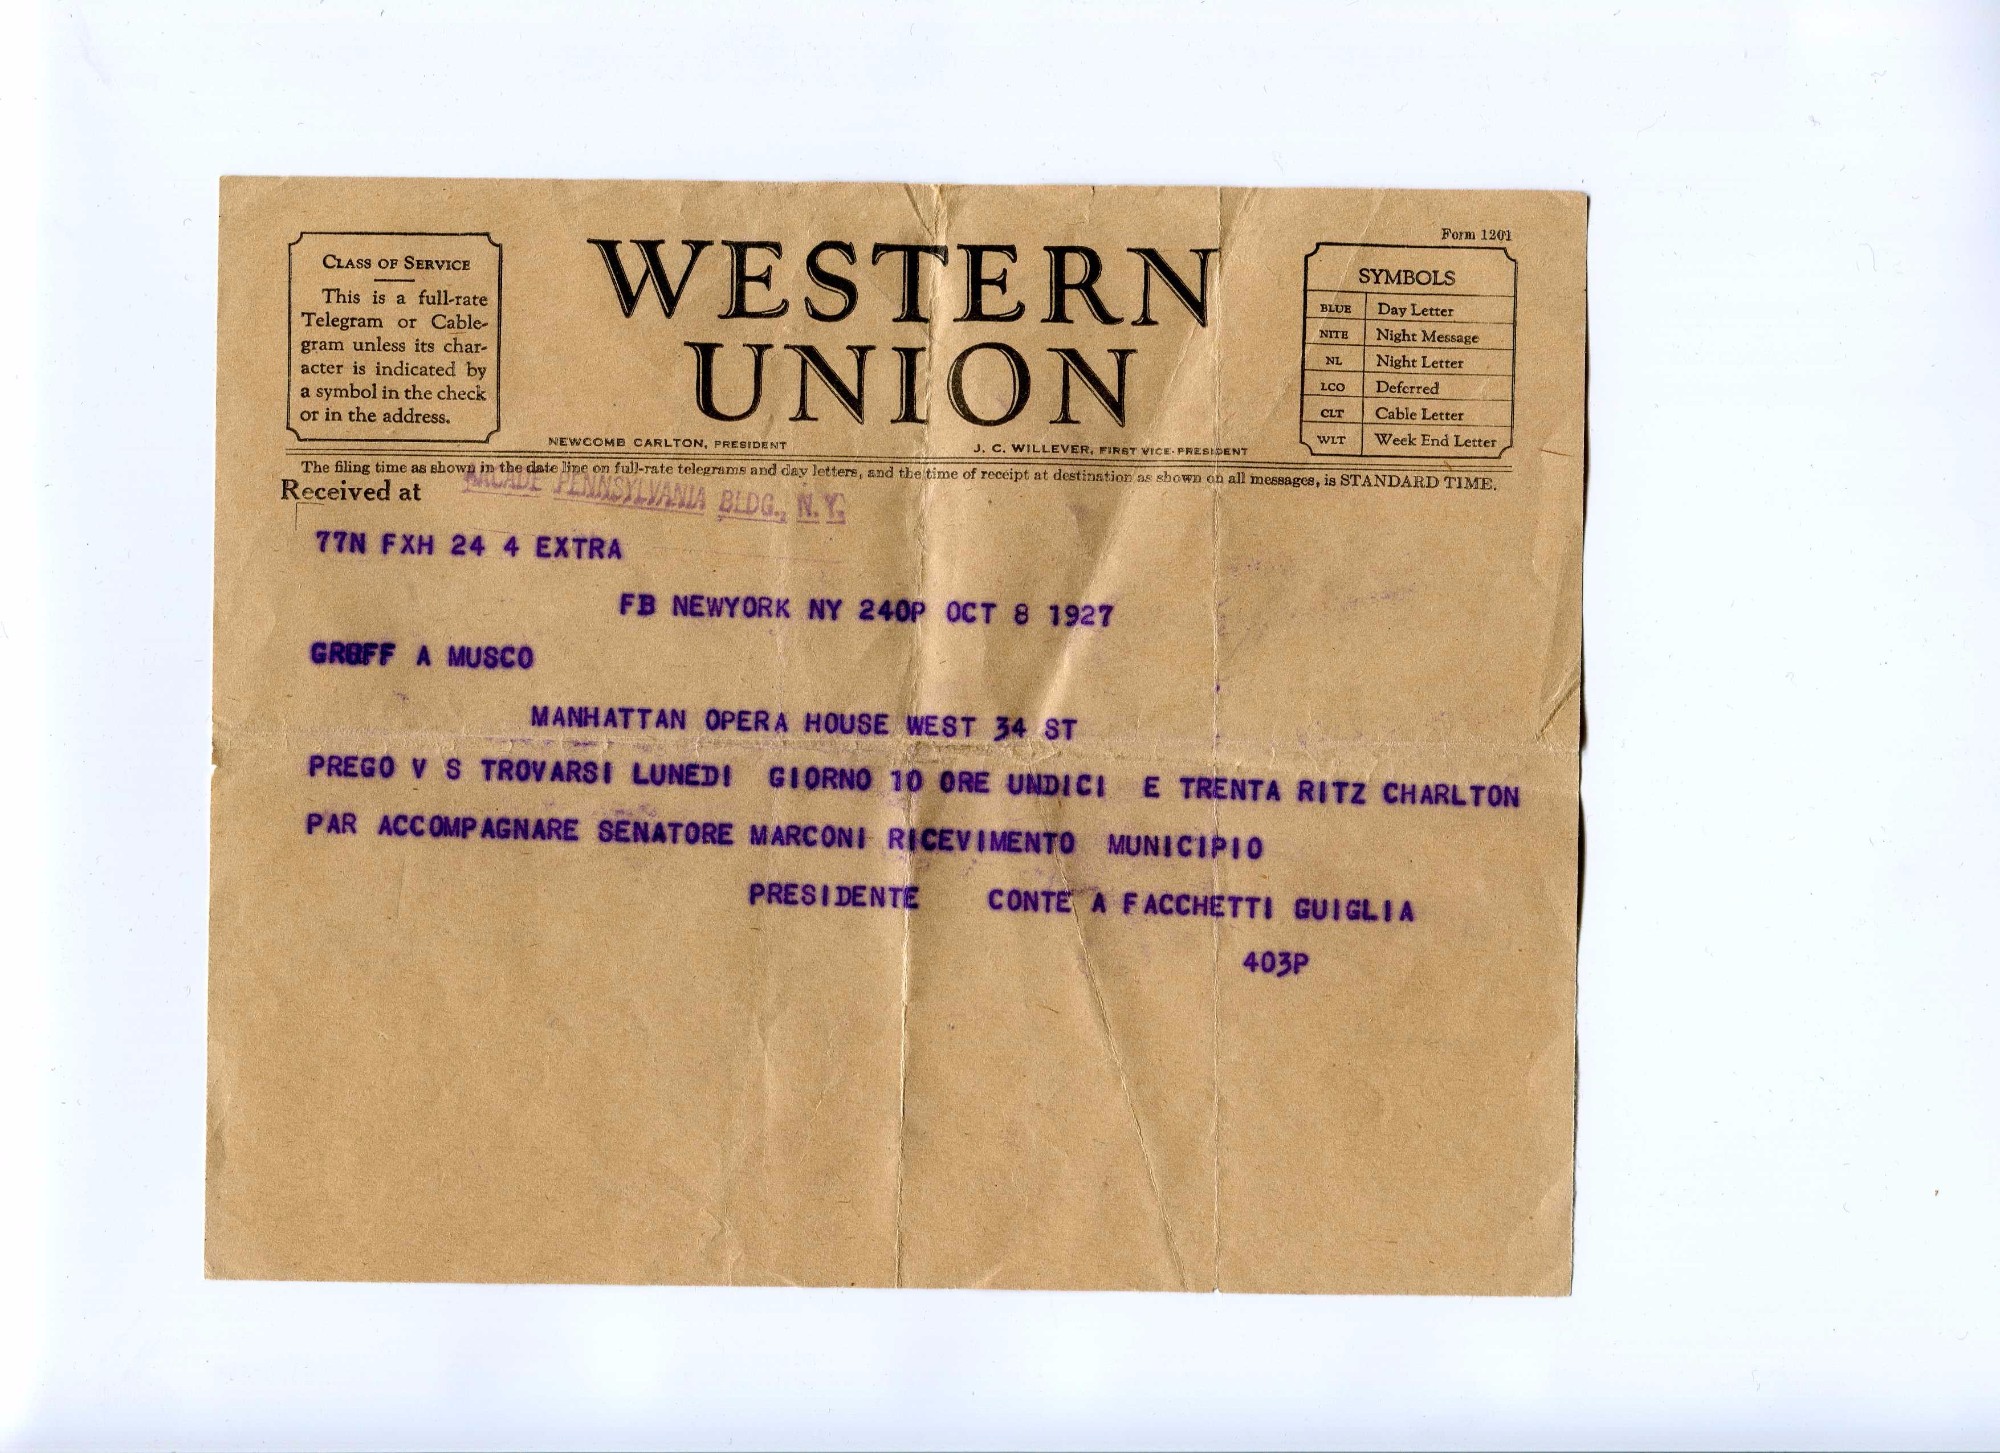 Form 1201
CLASS OF SERVICE
This is a full-rate
Telegram or Cable-
gram unless its char-
acter is indicated by
a symbol in the check
or in the address.
WESTERN
UNION
NEWCOMB CARLTON, PRESIDENT
J. C. WILLEVER, FIRST VICE-PRESIDENT
SYMBOLS
BLUE Day Letter
NITE Night Message
NL Night Letter
LCO Deferred
CLT Cable Letter
WLT Week End Letter
The filing time as shown in the date line on full-rate telegrams and day letters, and the time of receipt at destination as shown on all messages, is STANDARD TIME.
Received at ARCADE PENNSYLVANIA BLDG., N. Y.
77N FXH 24 4 EXTRA
FB NEWYORK NY 240P OCT 8 1927
A MUSCO
MANHATTAN OPERA HOUSE WEST 34 ST
PREGO V S TROVARSI LUNEDI GIORNO 10 ORE UNDICI E TRENTA RITZ CHARLTON
PAR ACCOMPAGNARE SENATORE MARCONI RICEVIMENTO MUNICIPIO
PRESIDENTE CONTE A FACCHETTI GUIGLIA
403P